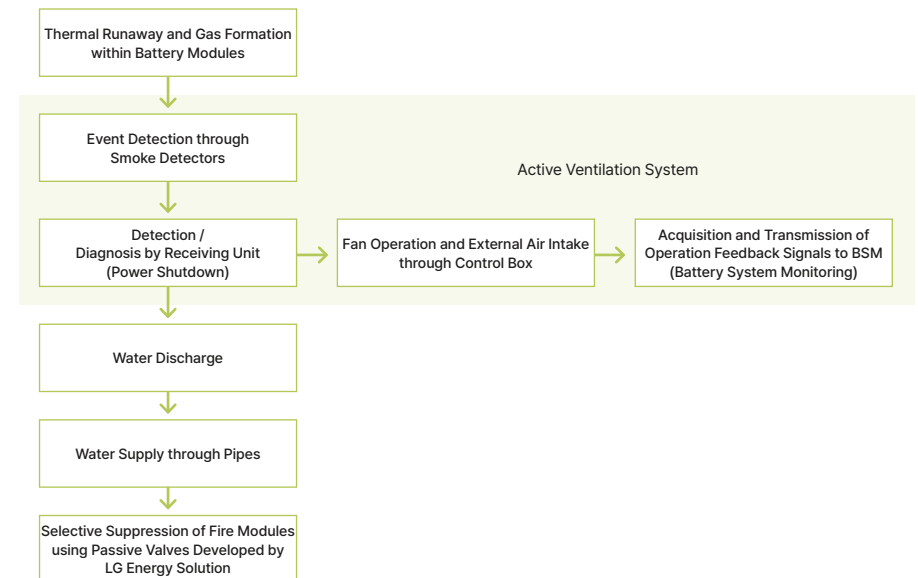 Thermal Runaway and Gas Formation
within Battery Modules
Event Detection through
Smoke Detectors
Active Ventilation System
Detection /
Diagnosis by Receiving Unit
(Power Shutdown)
Fan Operation and External Air Intake
through Control Box
Acquisition and Transmission of
Operation Feedback Signals to BSM
(Battery System Monitoring)
Water Discharge
Water Supply through Pipes
Selective Suppression of Fire Modules
using Passive Valves Developed by
LG Energy Solution